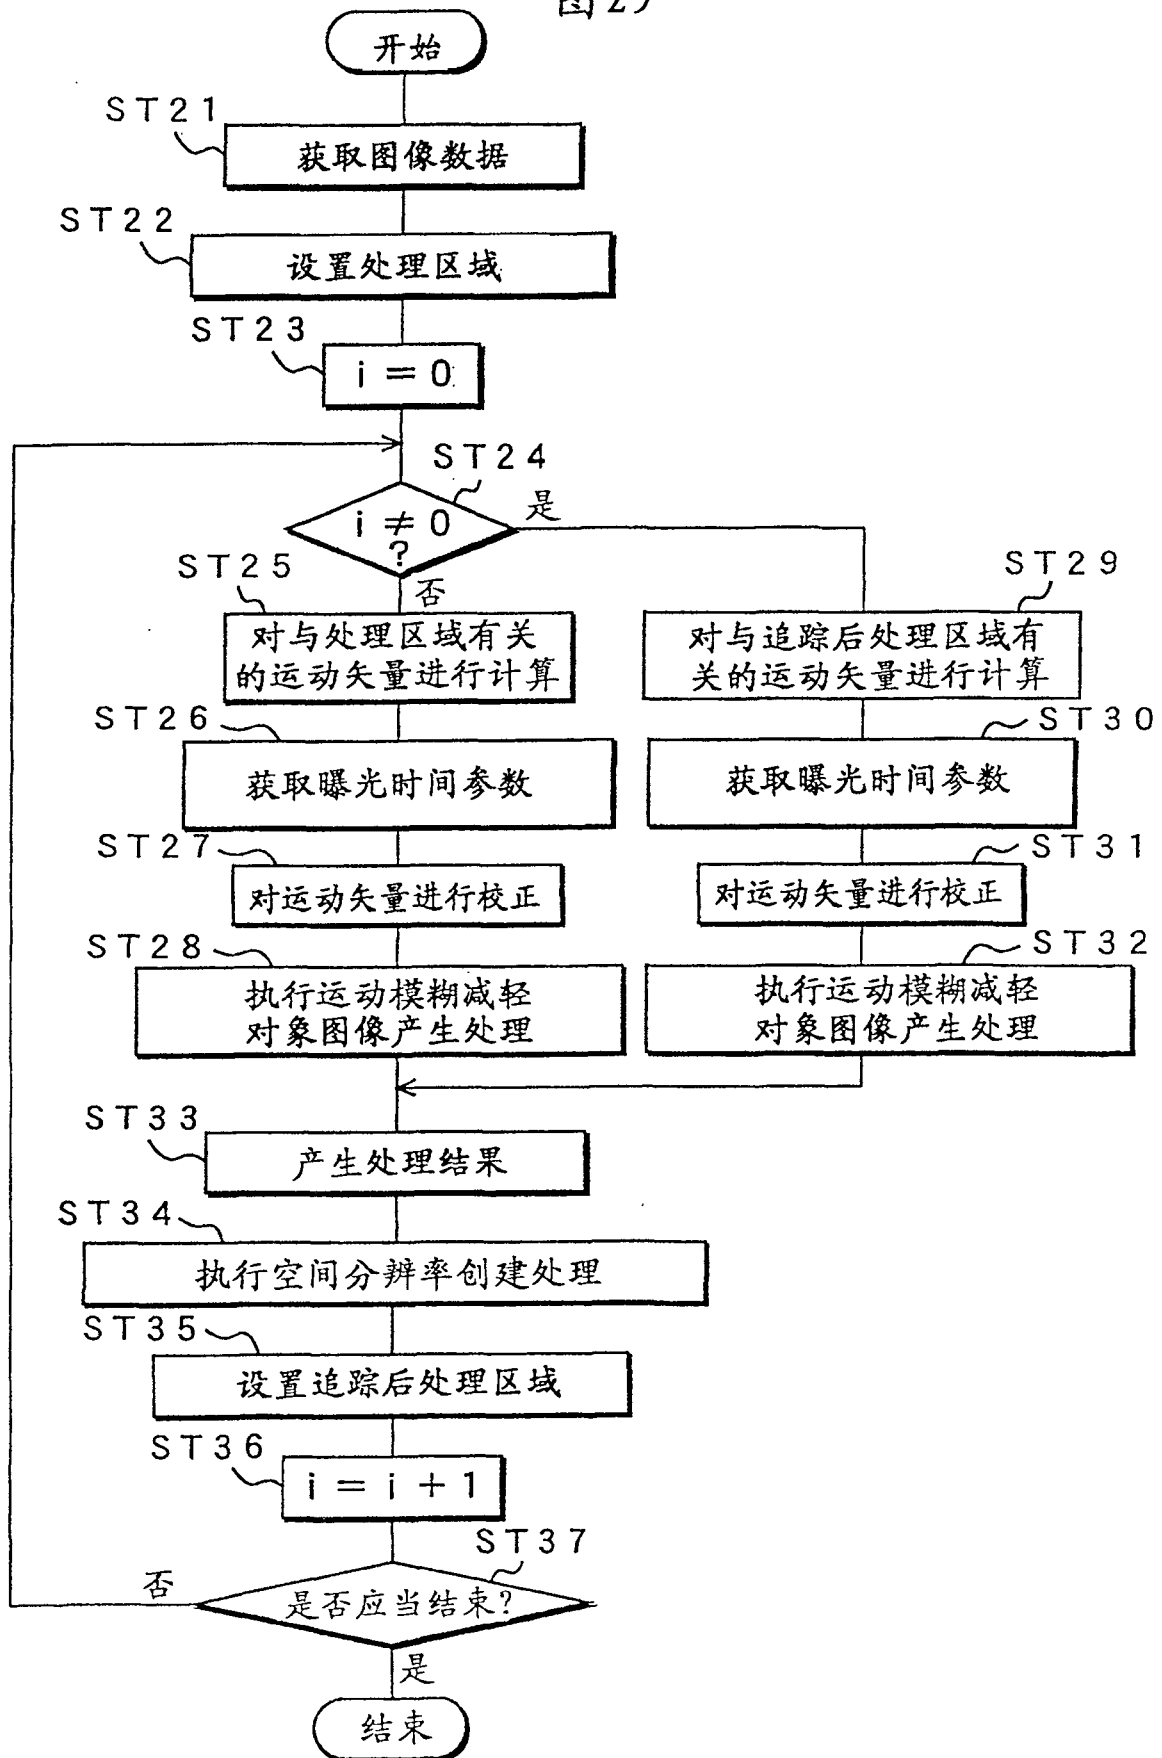 图29
开始
ST21
获取图像数据
ST22
设置处理区域
ST23
i = 0
ST24
i ≠ 0
?
是
否
ST25
对与处理区域有关
的运动矢量进行计算
ST29
对与追踪后处理区域有
关的运动矢量进行计算
ST26
获取曝光时间参数
ST30
获取曝光时间参数
ST27
对运动矢量进行校正
ST31
对运动矢量进行校正
ST28
执行运动模糊减轻
对象图像产生处理
ST32
执行运动模糊减轻
对象图像产生处理
ST33
产生处理结果
ST34
执行空间分辨率创建处理
ST35
设置追踪后处理区域
ST36
i = i + 1
ST37
是否应当结束?
否
是
结束